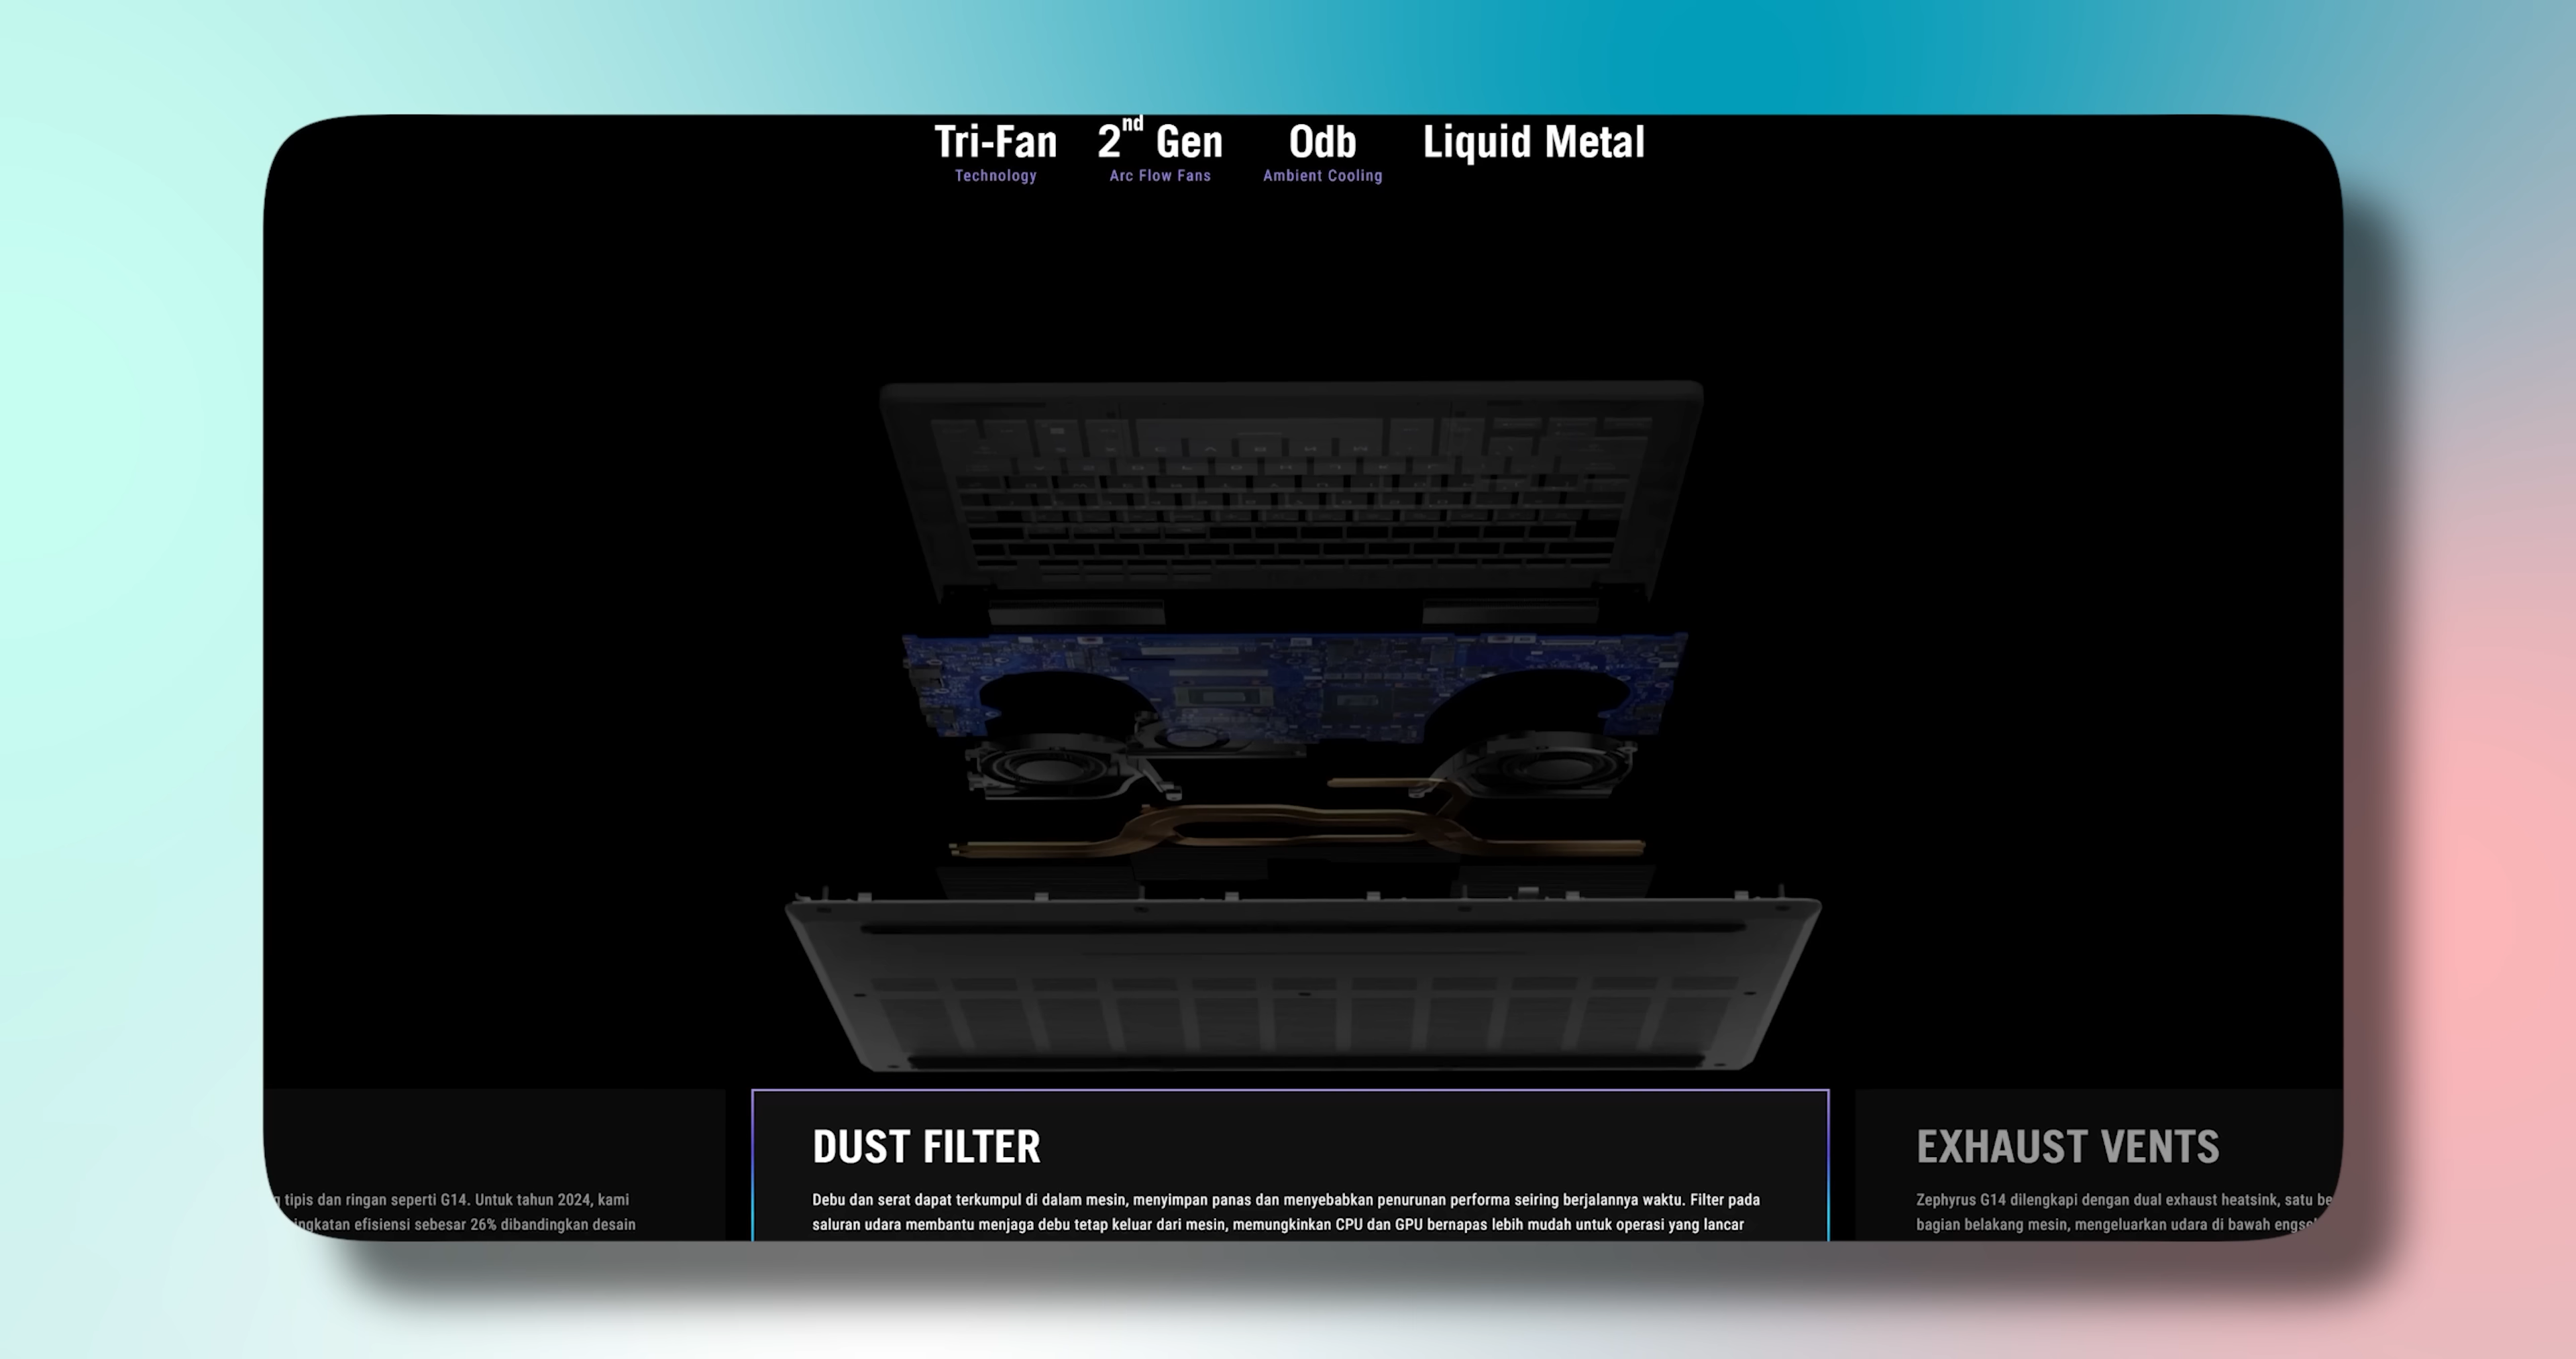 Tri-Fan 2nd Gen Odb Liquid Metal
Technology Arc Flow Fans Ambient Cooling
DUST FILTER
EXHAUST VENTS
tipis dan ringan seperti G14. Untuk tahun 2024, kami
ingkatan efisiensi sebesar 26% dibandingkan desain
Debu dan serat dapat terkumpul di dalam mesin, menyimpan panas dan menyebabkan penurunan performa seiring berjalannya waktu. Filter pada
saluran udara membantu menjaga debu tetap keluar dari mesin, memungkinkan CPU dan GPU bernapas lebih mudah untuk operasi yang lancar
Zephyrus G14 dilengkapi dengan dual exhaust heatsink, satu be
bagian belakang mesin, mengeluarkan udara di bawah engse